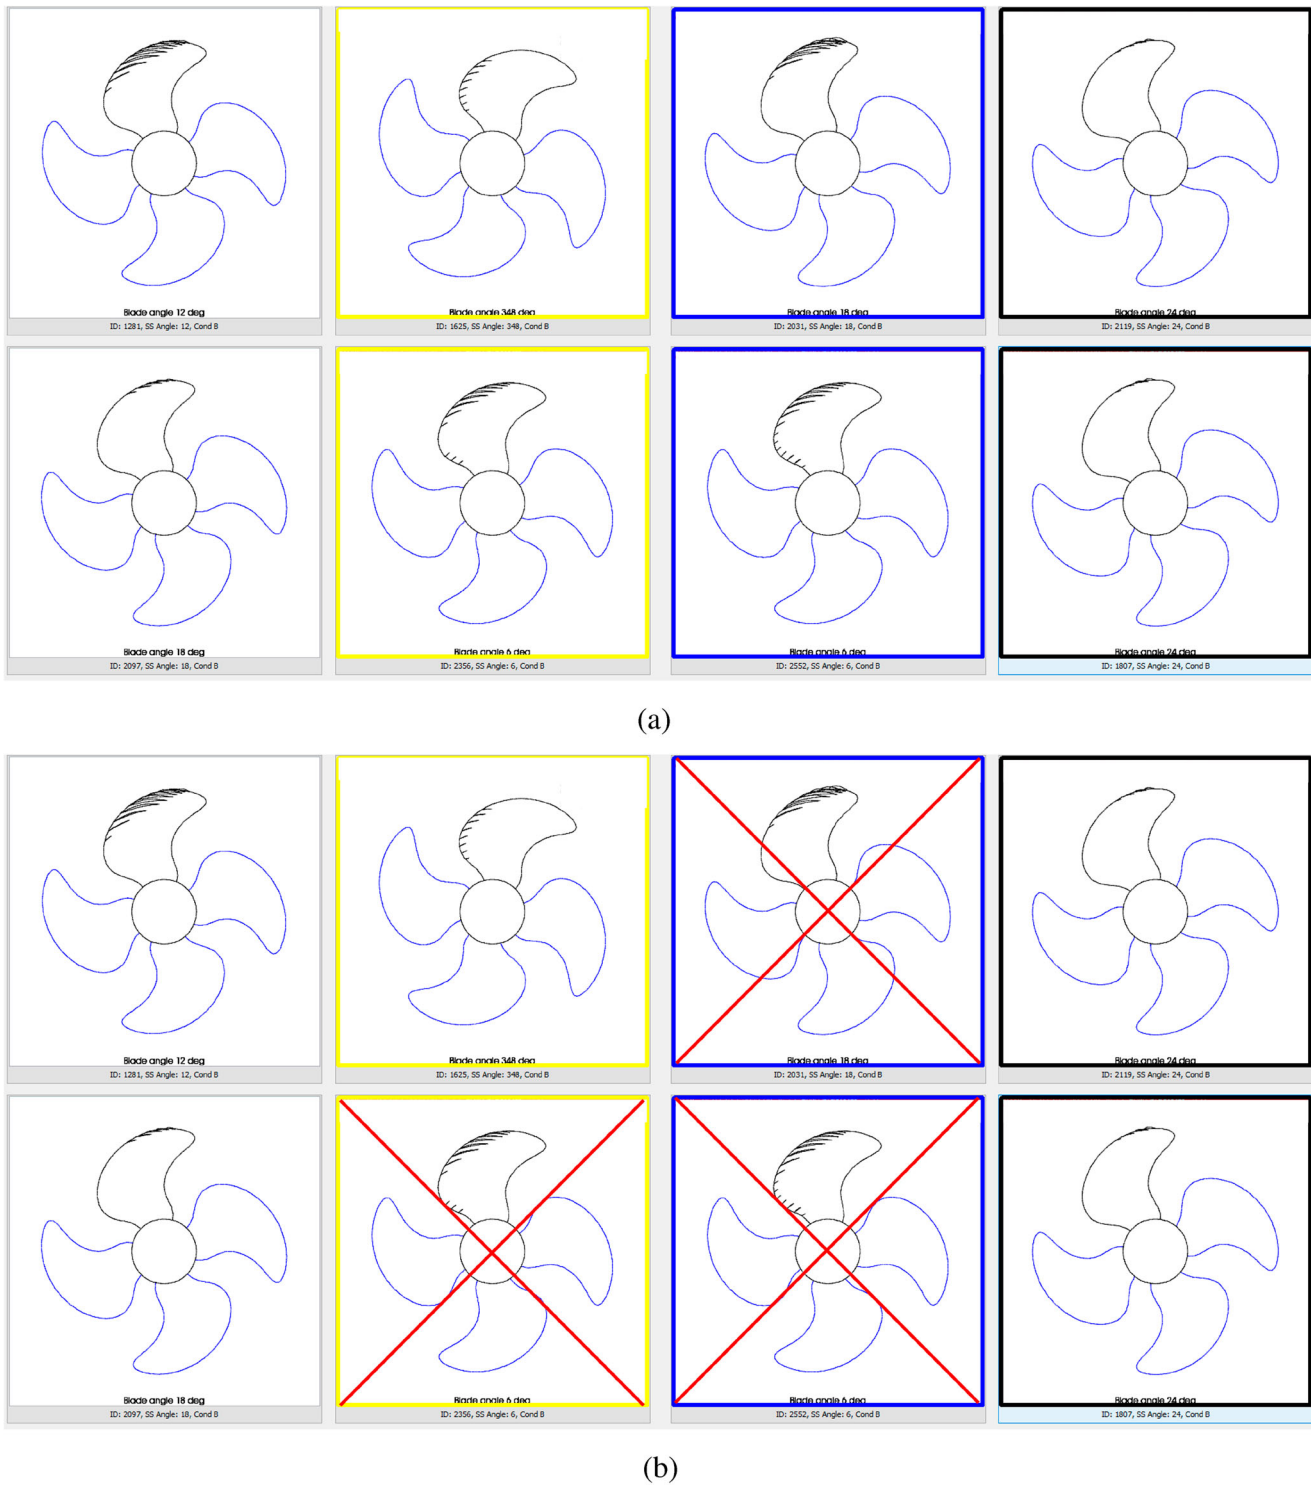 Blade angle 12 deg
Blade angle 348 deg
Blade angle 18 deg
Blade angle 24 deg
ID: 1281, SS Angle: 12, Cond B
ID: 1625, SS Angle: 348, Cond B
ID: 2031, SS Angle: 18, Cond B
ID: 2119, SS Angle: 24, Cond B
Blade angle 18 deg
Blade angle 6 deg
Blade angle 6 deg
Blade angle 24 deg
ID: 2097, SS Angle: 18, Cond B
ID: 2356, SS Angle: 6, Cond B
ID: 2552, SS Angle: 6, Cond B
ID: 1807, SS Angle: 24, Cond B
(a)
Blade angle 12 deg
Blade angle 348 deg
Blade angle 18 deg
Blade angle 24 deg
ID: 1281, SS Angle: 12, Cond B
ID: 1625, SS Angle: 348, Cond B
ID: 2031, SS Angle: 18, Cond B
ID: 2119, SS Angle: 24, Cond B
Blade angle 18 deg
Blade angle 6 deg
Blade angle 6 deg
Blade angle 24 deg
ID: 2097, SS Angle: 18, Cond B
ID: 2356, SS Angle: 6, Cond B
ID: 2552, SS Angle: 6, Cond B
ID: 1807, SS Angle: 24, Cond B
(b)